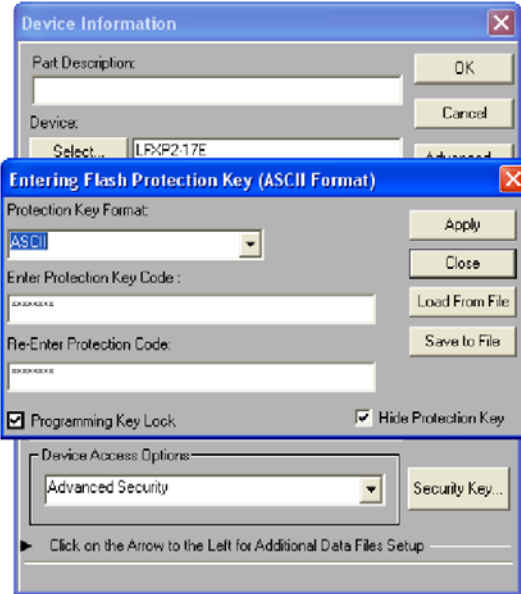 Device Information
Part Description:
OK
Device:
Cancel
Select... LFXP2-17E
Advanced...
Entering Flash Protection Key (ASCII Format)
Protection Key Format:
Apply
ASCII
Close
Enter Protection Key Code :
xxxxxxxx
Load From File
Re-Enter Protection Code:
Save to File
xxxxxxxx
Programming Key Lock
Hide Protection Key
Device Access Options
Advanced Security
Security Key...
Click on the Arrow to the Left for Additional Data Files Setup